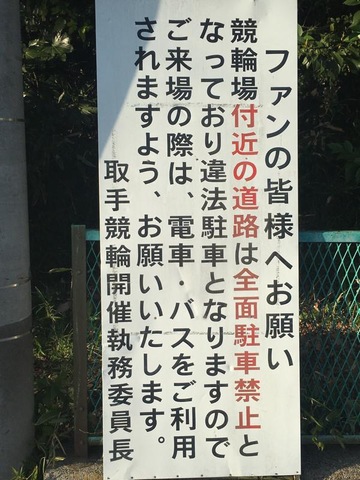 ファンの皆様へお願い
競輪場付近の道路は全面駐車禁止と
なっており違法駐車となりますので
ご来場の際は、電車・バスをご利用
されますよう、お願いいたします。
取手競輪開催執務委員長